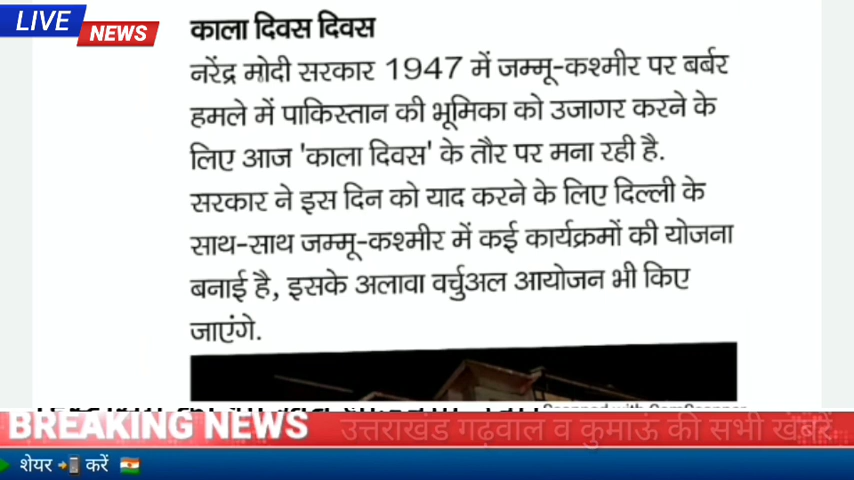 LIVE
NEWS
काला दिवस दिवस
नरेंद्र मोदी सरकार 1947 में जम्मू-कश्मीर पर बर्बर
हमले में पाकिस्तान की भूमिका को उजागर करने के
लिए आज 'काला दिवस' के तौर पर मना रही है.
सरकार ने इस दिन को याद करने के लिए दिल्ली के
साथ-साथ जम्मू-कश्मीर में कई कार्यक्रमों की योजना
बनाई है, इसके अलावा वर्चुअल आयोजन भी किए
जाएंगे.
BREAKING NEWS उत्तराखंड गढ़वाल व कुमाऊ की सभी खबरें
शेयर करें